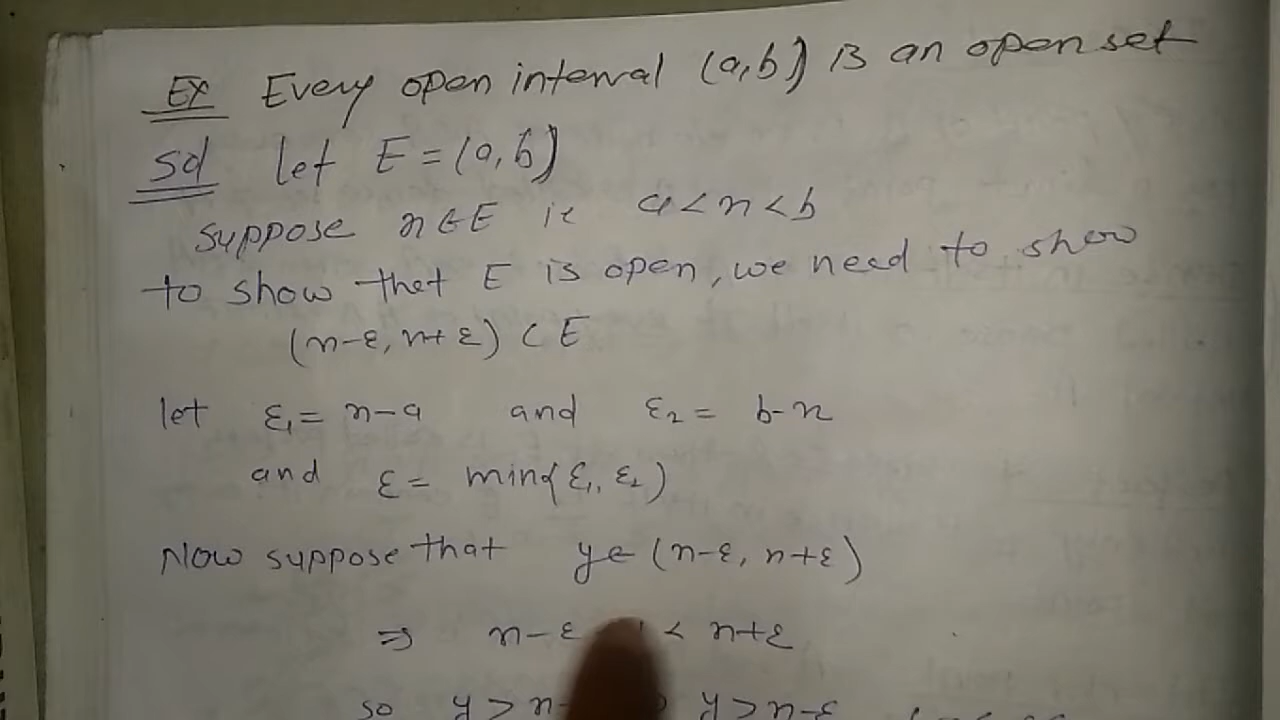 Ex Every open interval (a,b) is an open set
Sol let E = (a,b)
suppose x ∈ E ie a < x < b
to show that E is open, we need to show
(x-ε, x+ε) ⊂ E
let ε₁ = x-a and ε₂ = b-x
and ε = min{ε₁, ε₂)
Now suppose that y ∈ (x-ε, x+ε)
⇒ x-ε < x+ε
so y > x- y > x-ε